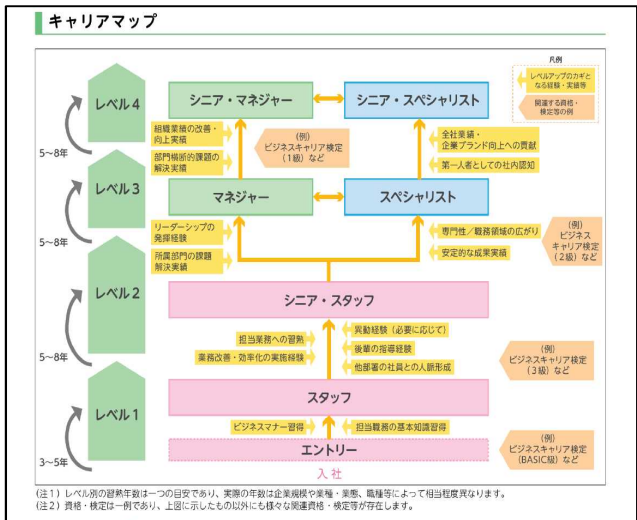 キャリアマップ
凡例
レベルアップのカギと
なる経験・実績等
関連する資格・
検定等の例
レベル4
シニア・マネジャー
シニア・スペシャリスト
5~8年
組織業績の改善・
向上実績
部門横断的課題の
解決実績
(例)
ビジネスキャリア検定
(1級)など
全社業績・
企業ブランド向上への貢献
第一人者としての社内認知
レベル3
マネジャー
スペシャリスト
5~8年
リーダーシップの
発揮経験
所属部門の課題
解決実績
専門性/職務領域の広がり
安定的な成果実績
(例)
ビジネス
キャリア検定
(2級)など
レベル2
シニア・スタッフ
5~8年
担当業務への習熟
業務改善・効率化の実施経験
異動経験(必要に応じて)
後輩の指導経験
他部署の社員との人脈形成
(例)
ビジネスキャリア検定
(3級)など
レベル1
スタッフ
3~5年
ビジネスマナー習得
担当職務の基本知識習得
エントリー
(例)
ビジネスキャリア検定
(BASIC級)など
入社
(注1)レベル別の習熟年数は一つの目安であり、実際の年数は企業規模や業種・業態、職種等によって相当程度異なります。
(注2)資格・検定は一例であり、上図に示したもの以外にも様々な関連資格・検定等が存在します。